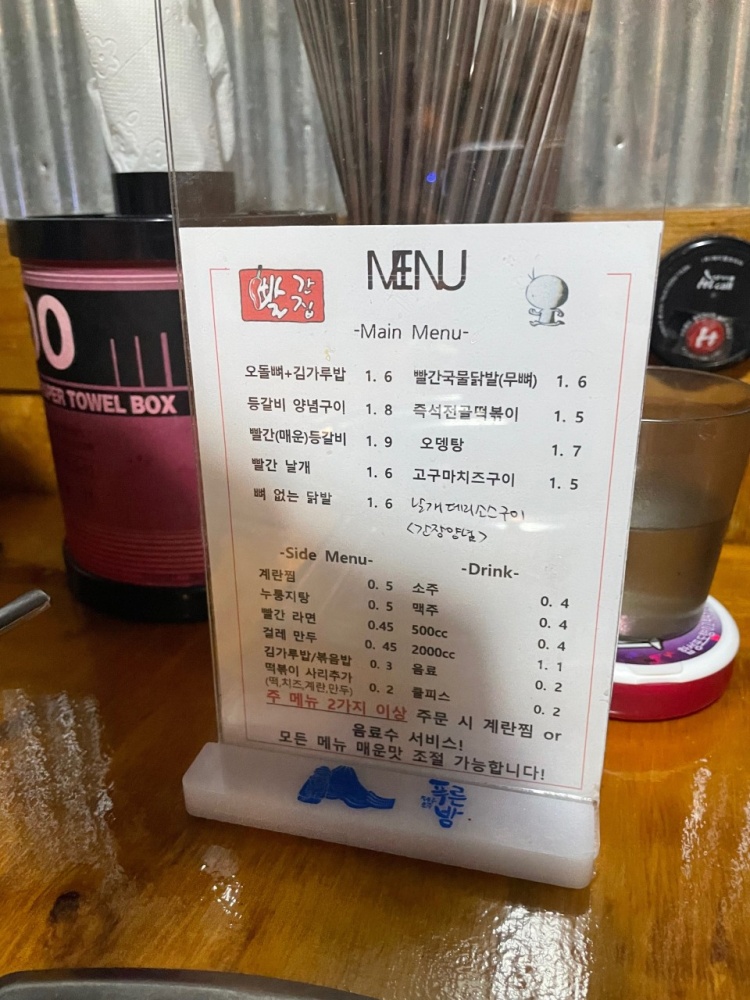 00
SUPER TOWEL BOX
빨간집
MENU
-Main Menu-
오돌뼈+김가루밥 1. 6
등갈비 양념구이 1. 8
빨간(매운)등갈비 1. 9
빨간 날개 1. 6
뼈 없는 닭발 1. 6
빨간국물닭발(무뼈) 1. 6
즉석전골떡볶이 1. 5
오뎅탕 1. 7
고구마치즈구이 1. 5
날개데리소스구이
<간장양념>
-Side Menu-
계란찜 0. 5
누룽지탕 0. 5
빨간 라면 0.45
걸레 만두 0. 45
김가루밥/볶음밥 0. 3
떡볶이 사리추가
(떡,치즈,계란,만두) 0. 2
-Drink-
소주 0. 4
맥주 0. 4
500cc 0. 4
2000cc 1. 1
음료 0. 2
쿨피스 0. 2
주 메뉴 2가지 이상 주문 시 계란찜 or
음료수 서비스!
모든 메뉴 매운맛 조절 가능합니다!
푸른
밤